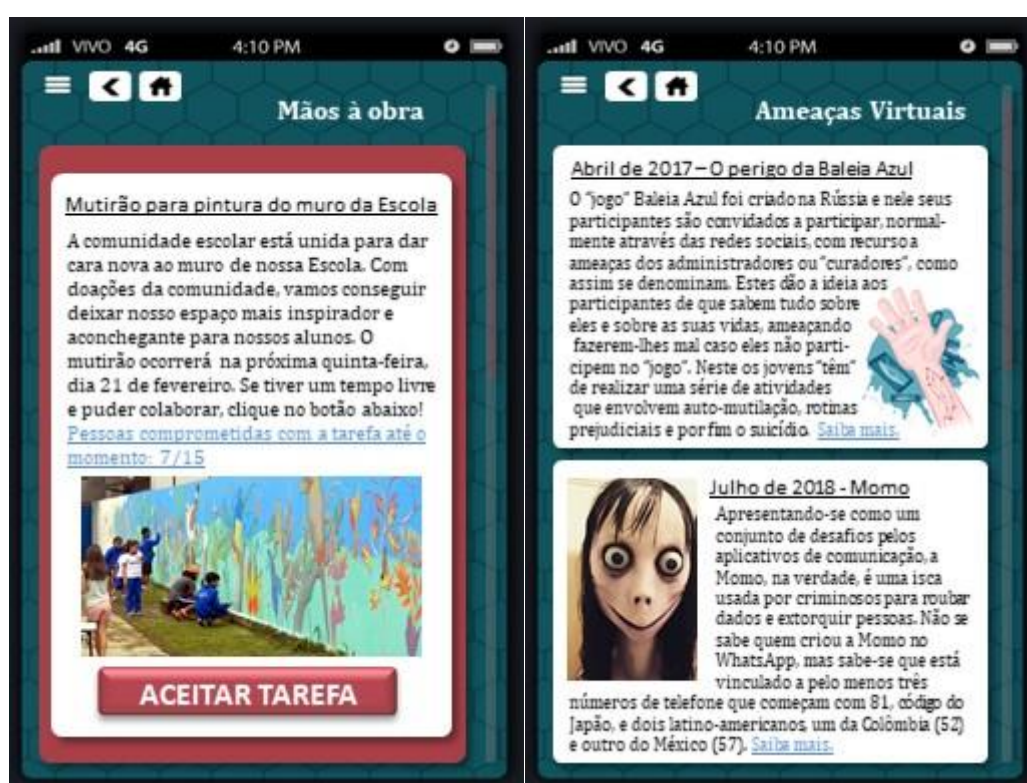 VIVO 4G 4:10 PM
Mãos à obra
Mutirão para pintura do muro da Escola
A comunidade escolar está unida para dar
cara nova ao muro de nossa Escola. Com
doações da comunidade, vamos conseguir
deixar nosso espaço mais inspirador e
aconchegante para nossos alunos. O
mutirão ocorrerá na próxima quinta-feira,
dia 21 de fevereiro. Se tiver um tempo livre
e puder colaborar, clique no botão abaixo!
Pessoas comprometidas com a tarefa até o
momento: 7/15
ACEITAR TAREFA
VIVO 4G 4:10 PM
Ameaças Virtuais
Abril de 2017 – O perigo da Baleia Azul
O "jogo" Baleia Azul foi criado na Rússia e nele seus
participantes são convidados a participar, normal-
mente através das redes sociais, com recurso a
ameaças dos administradores ou "curadores", como
assim se denominam. Estes dão a ideia aos
participantes de que sabem tudo sobre
eles e sobre as suas vidas, ameaçando
fazerem-lhes mal caso eles não parti-
cipem no "jogo". Neste os jovens "têm"
de realizar uma série de atividades
que envolvem auto-mutilação, rotinas
prejudiciais e por fim o suicídio. Saiba mais.
Julho de 2018 - Momo
Apresentando-se como um
conjunto de desafios pelos
aplicativos de comunicação, a
Momo, na verdade, é uma isca
usada por criminosos para roubar
dados e extorquir pessoas. Não se
sabe quem criou a Momo no
WhatsApp, mas sabe-se que está
vinculado a pelo menos três
números de telefone que começam com 81, código do
Japão, e dois latino-americanos, um da Colômbia (52)
e outro do México (57). Saiba mais.